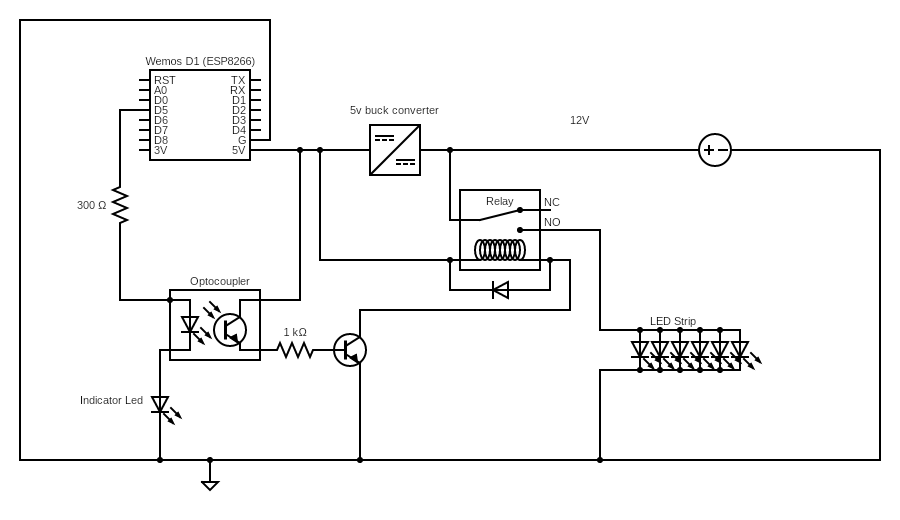 Wemos D1 (ESP8266)
RST TX
A0 RX
D0 D1
D5 D2
D6 D3
D7 D4
D8 G
3V 5V
5v buck converter
12V
Relay
NC
NO
300 Ω
Optocoupler
1 kΩ
LED Strip
Indicator Led